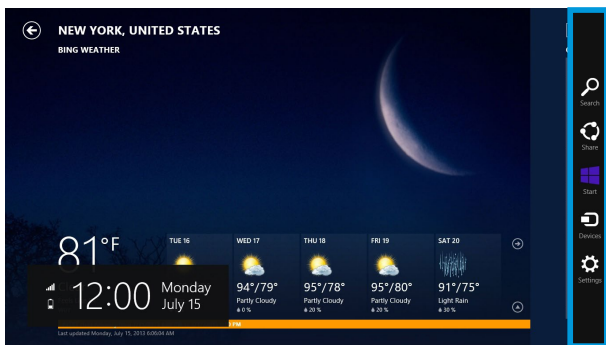 NEW YORK, UNITED STATES
BING WEATHER
Search
Share
Start
Devices
Settings
81°F
12:00
Monday
July 15
TUE 16
WED 17
94°/79°
Partly Cloudy
0 %
THU 18
95°/78°
Partly Cloudy
20 %
FRI 19
95°/80°
Partly Cloudy
20 %
SAT 20
91°/75°
Light Rain
30 %
PM
Last updated Monday, July 15, 2013 6:06:04 AM